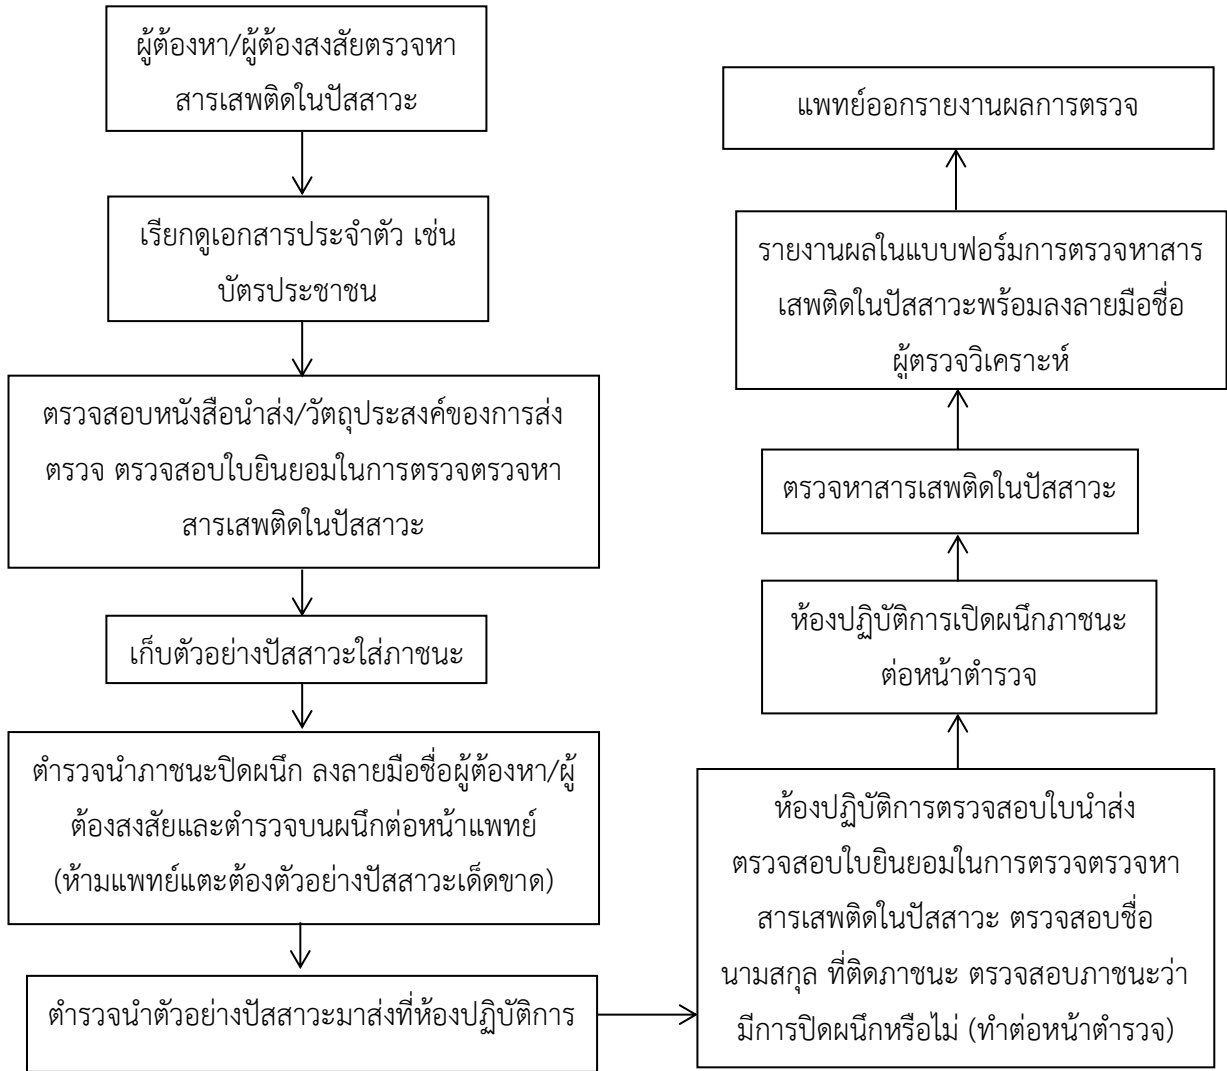 ผู้ต้องหา/ผู้ต้องสงสัยตรวจหา
สารเสพติดในปัสสาวะ
เรียกดูเอกสารประจำตัว เช่น
บัตรประชาชน
ตรวจสอบหนังสือนำส่ง/วัตถุประสงค์ของการส่ง
ตรวจ ตรวจสอบใบยินยอมในการตรวจตรวจหา
สารเสพติดในปัสสาวะ
เก็บตัวอย่างปัสสาวะใส่ภาชนะ
ตำรวจนำภาชนะปิดผนึก ลงลายมือชื่อผู้ต้องหา/ผู้
ต้องสงสัยและตำรวจบนผนึกต่อหน้าแพทย์
(ห้ามแพทย์แตะต้องตัวอย่างปัสสาวะเด็ดขาด)
ตำรวจนำตัวอย่างปัสสาวะมาส่งที่ห้องปฏิบัติการ
ห้องปฏิบัติการตรวจสอบใบนำส่ง
ตรวจสอบใบยินยอมในการตรวจตรวจหา
สารเสพติดในปัสสาวะ ตรวจสอบชื่อ
นามสกุล ที่ติดภาชนะ ตรวจสอบภาชนะว่า
มีการปิดผนึกหรือไม่ (ทำต่อหน้าตำรวจ)
ห้องปฏิบัติการเปิดผนึกภาชนะ
ต่อหน้าตำรวจ
ตรวจหาสารเสพติดในปัสสาวะ
รายงานผลในแบบฟอร์มการตรวจหาสาร
เสพติดในปัสสาวะพร้อมลงลายมือชื่อ
ผู้ตรวจวิเคราะห์
แพทย์ออกรายงานผลการตรวจ